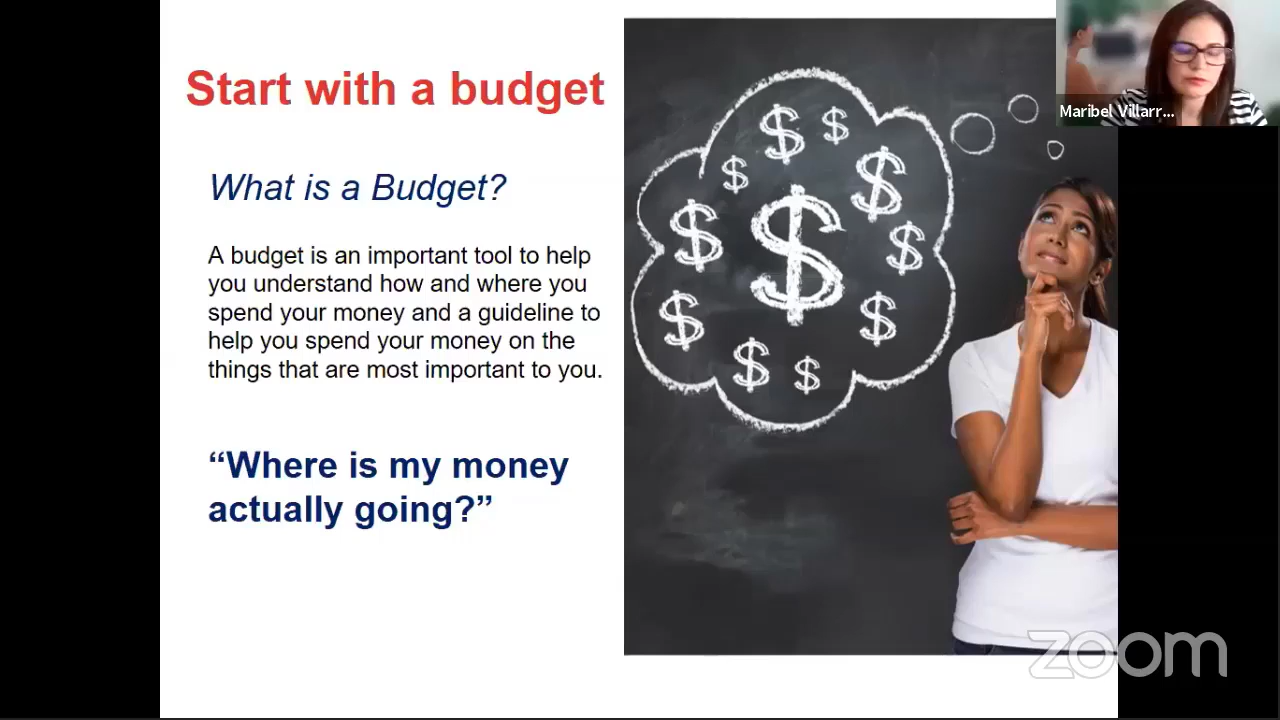 Start with a budget
What is a Budget?
A budget is an important tool to help
you understand how and where you
spend your money and a guideline to
help you spend your money on the
things that are most important to you.
“Where is my money
actually going?”
$ $
$ $
$ $ $
$ $
$ $
Maribel Villarr...
zoom